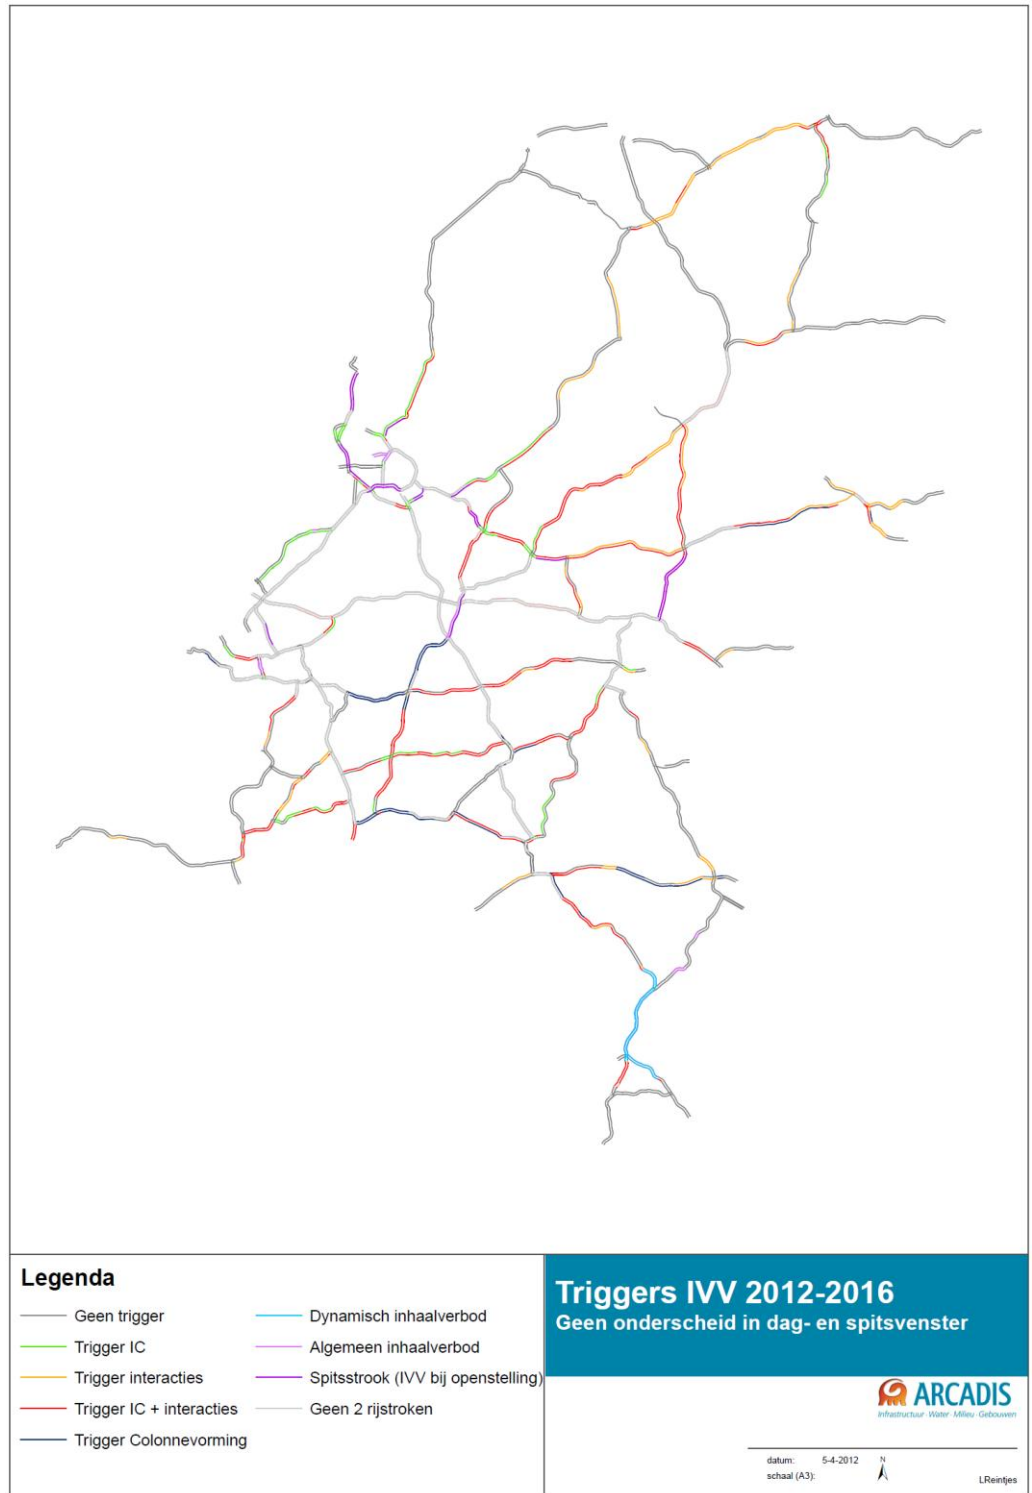 Legenda
Geen trigger
Trigger IC
Trigger interacties
Trigger IC + interacties
Trigger Colonnevorming
Dynamisch inhaalverbod
Algemeen inhaalverbod
Spitsstrook (IVV bij openstelling)
Geen 2 rijstroken
Triggers IVV 2012-2016
Geen onderscheid in dag- en spitsvenster
ARCADIS
Infrastructuur · Water · Milieu · Gebouwen
datum: 5-4-2012 N
schaal (A3):
LReintjes